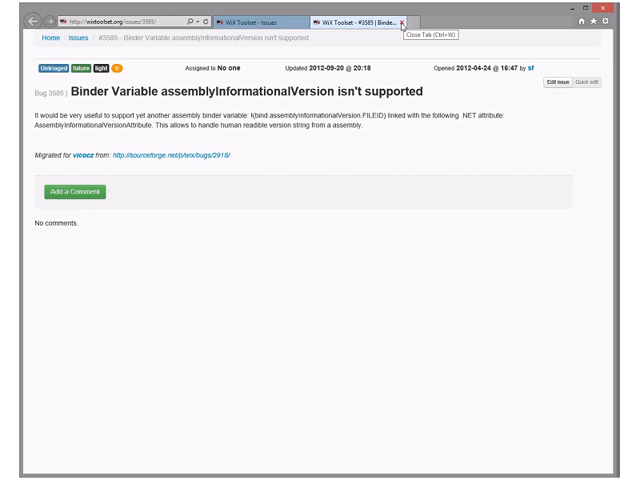 http://wixtoolset.org/issues/3585/
WiX Toolset - Issues
WiX Toolset - #3585 | Binde...
Close Tab (Ctrl+W)
Home / Issues / #3585 - Binder Variable assemblyInformationalVersion isn't supported
Untriaged future light 0 Assigned to No one Updated 2012-09-20 @ 20:18 Opened 2012-04-24 @ 16:47 by sf
Edit issue Quick edit
Bug 3585 | Binder Variable assemblyInformationalVersion isn't supported
It would be very useful to support yet another assembly binder variable: !(bind.assemblyInformationalVersion.FILEID) linked with the following .NET attribute:
AssemblyInformationalVersionAttribute. This allows to handle human readible version string from a assembly.
Migrated for vicocz from: http://sourceforge.net/p/wix/bugs/2918/
Add a Comment
No comments.